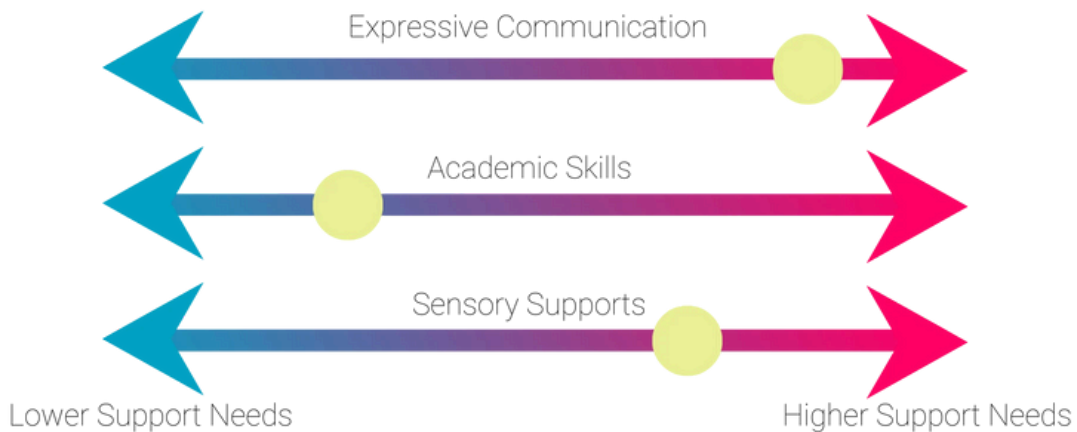 Expressive Communication
Academic Skills
Sensory Supports
Lower Support Needs
Higher Support Needs